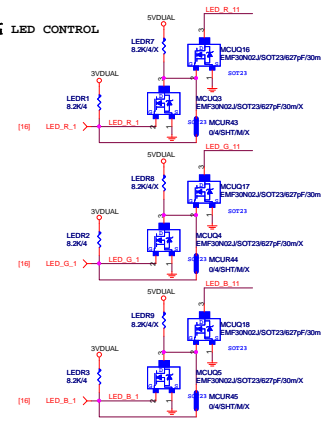 LED CONTROL
LED_R_11
5VDUAL
LEDR7
8.2K/4/X
MCUQ16
EMF30N02J/SOT23/627pF/30m
SOT23
3VDUAL
LEDR1
8.2K/4
MCUQ3
EMF30N02J/SOT23/627pF/30m/X
SOT23
MCUR43
0/4/SHT/M/X
[16]
LED_R_1
LED_R_1
LED_G_11
5VDUAL
LEDR8
8.2K/4/X
MCUQ17
EMF30N02J/SOT23/627pF/30m
SOT23
3VDUAL
LEDR2
8.2K/4
MCUQ4
EMF30N02J/SOT23/627pF/30m/X
SOT23
MCUR44
0/4/SHT/M/X
[16]
LED_G_1
LED_G_1
LED_B_11
5VDUAL
LEDR9
8.2K/4/X
MCUQ18
EMF30N02J/SOT23/627pF/30m
SOT23
3VDUAL
LEDR3
8.2K/4
MCUQ5
EMF30N02J/SOT23/627pF/30m/X
SOT23
MCUR45
0/4/SHT/M/X
[16]
LED_B_1
LED_B_1